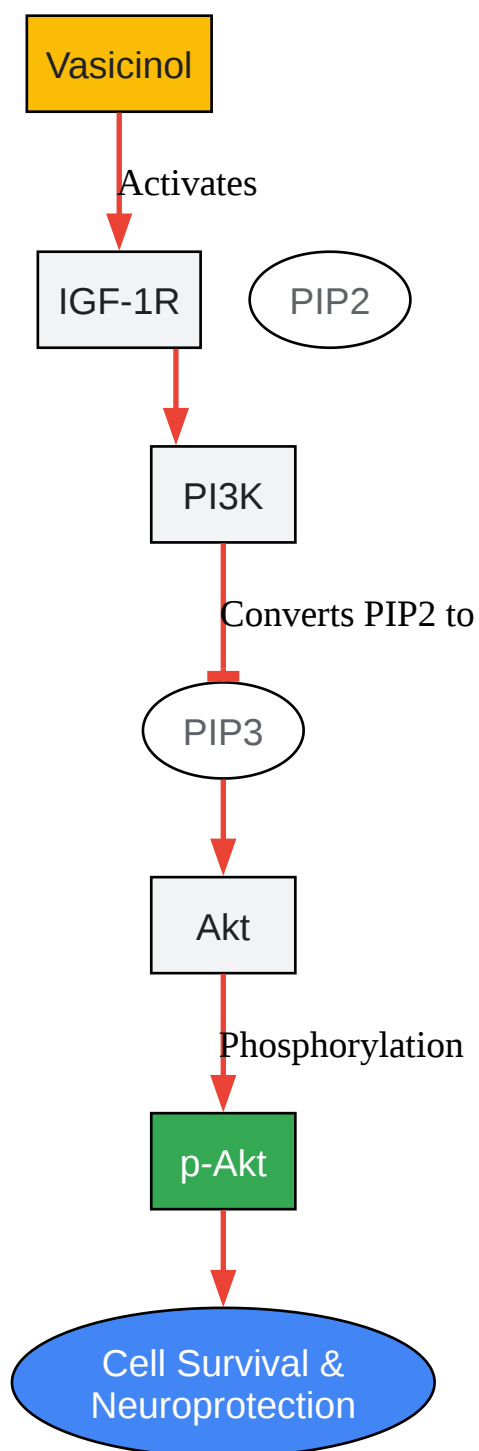 Vasicinol
Activates
IGF-1R
PIP2
PI3K
Converts PIP2 to
PIP3
Akt
Phosphorylation
p-Akt
Cell Survival &
Neuroprotection